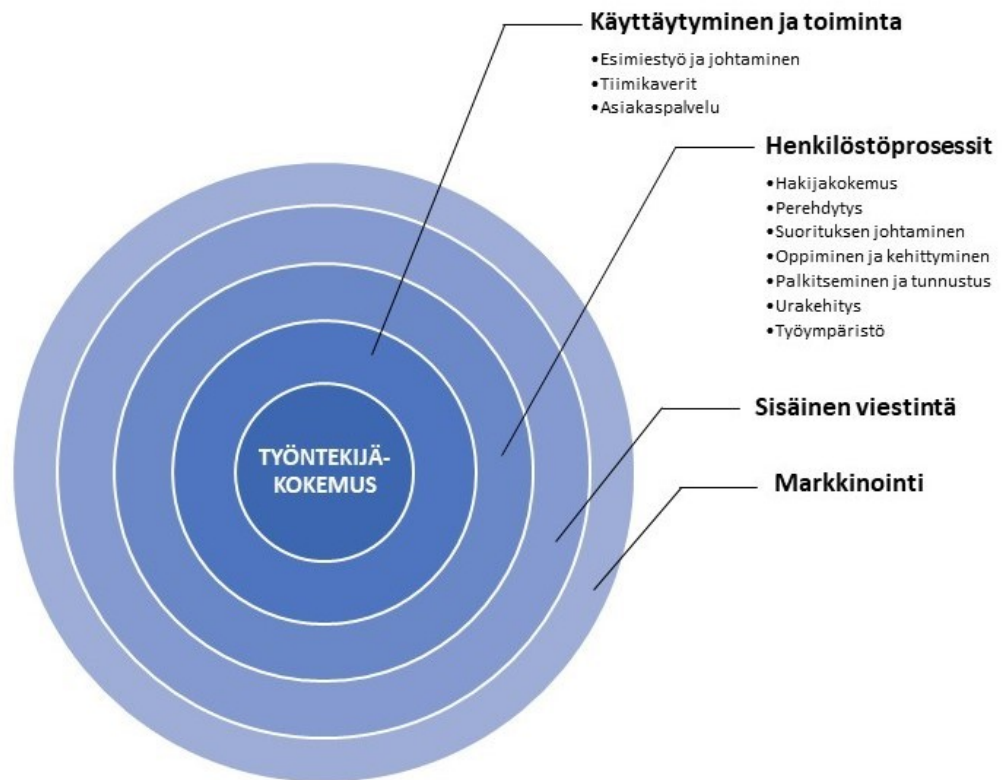 Käyttäytyminen ja toiminta
•Esimiestyö ja johtaminen
•Tiimikaverit
•Asiakaspalvelu
Henkilöstöprosessit
•Hakijakokemus
•Perehdytys
•Suorituksen johtaminen
•Oppiminen ja kehittyminen
•Palkitseminen ja tunnustus
•Urakehitys
•Työympäristö
Sisäinen viestintä
Markkinointi
TYÖNTEKIJÄ-
KOKEMUS